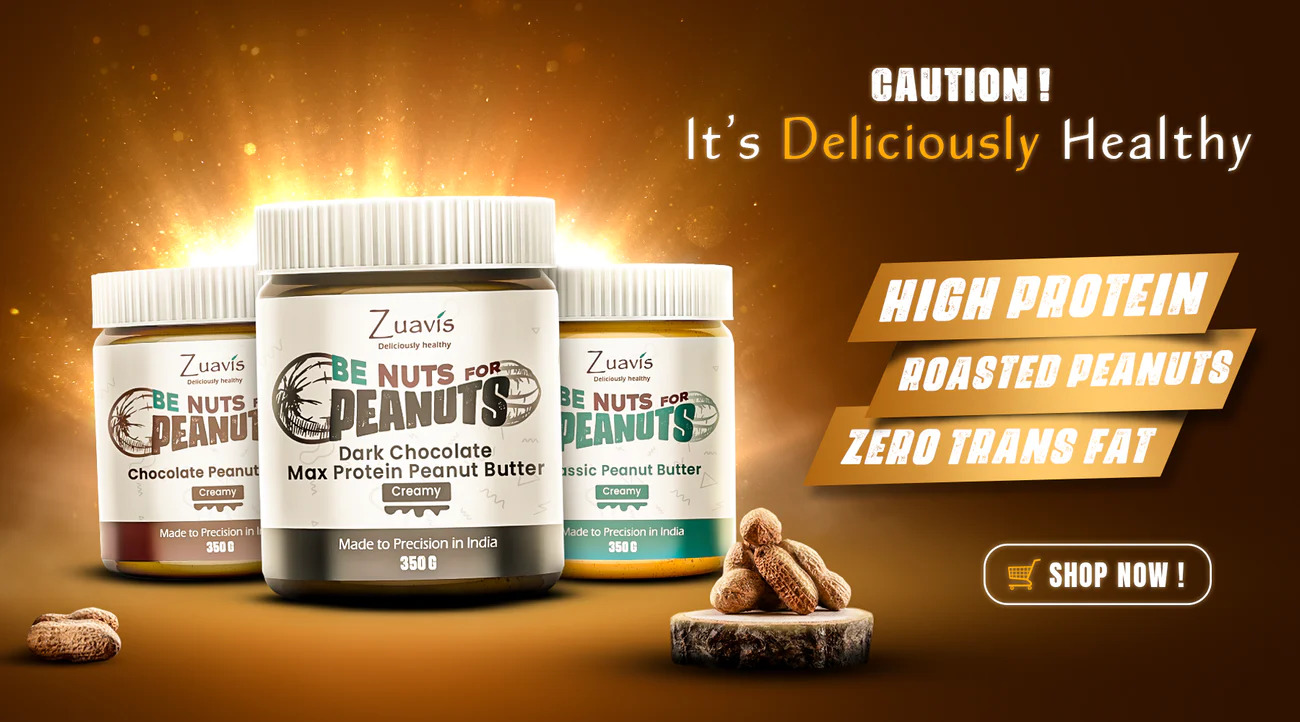 CAUTION !
It's Deliciously Healthy
HIGH PROTEIN
ROASTED PEANUTS
ZERO TRANS FAT
SHOP NOW !
Zuavis
Deliciously healthy
BE NUTS
PEANUT
Chocolate Peanut
Creamy
Made to Precision in
350 G
Zuavis
Deliciously healthy
BE NUTS FOR
PEANUTS
Dark Chocolate
Max Protein Peanut Butter
Creamy
Made to Precision in India
350 G
Zuavis
Deliciously healthy
BE NUTS FOR
PEANUTS
assic Peanut Butter
Creamy
Made to Precision in India
350 G